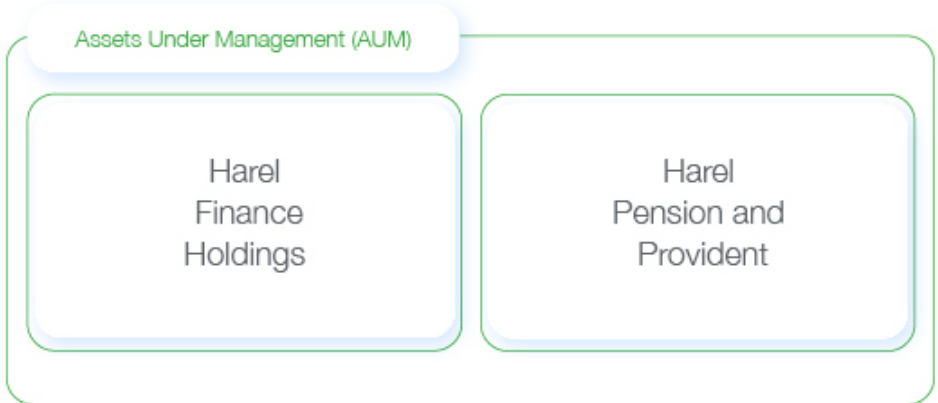 Assets Under Management (AUM)
Harel
Finance
Holdings
Harel
Pension and
Provident